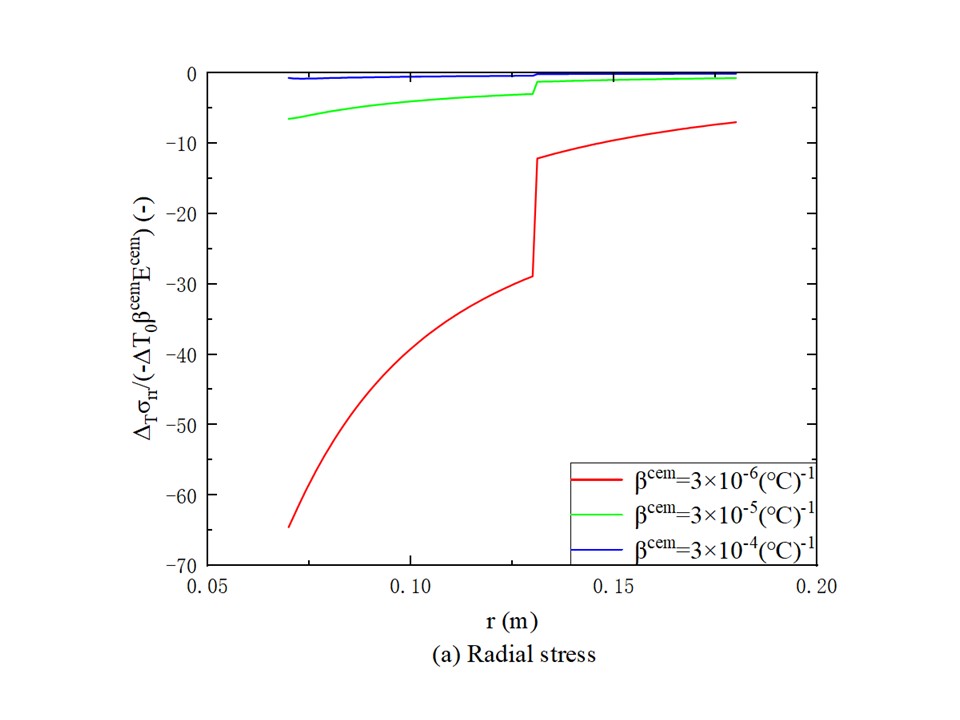 0
−10
−20
−30
−40
−50
−60
−70
0.05 0.10 0.15 0.20
Δ_Tσ_rr/(-ΔT_0β^cemE^cem) (-)
β^cem=3×10^-6(℃)^-1
β^cem=3×10^-5(℃)^-1
β^cem=3×10^-4(℃)^-1
r (m)
(a) Radial stress